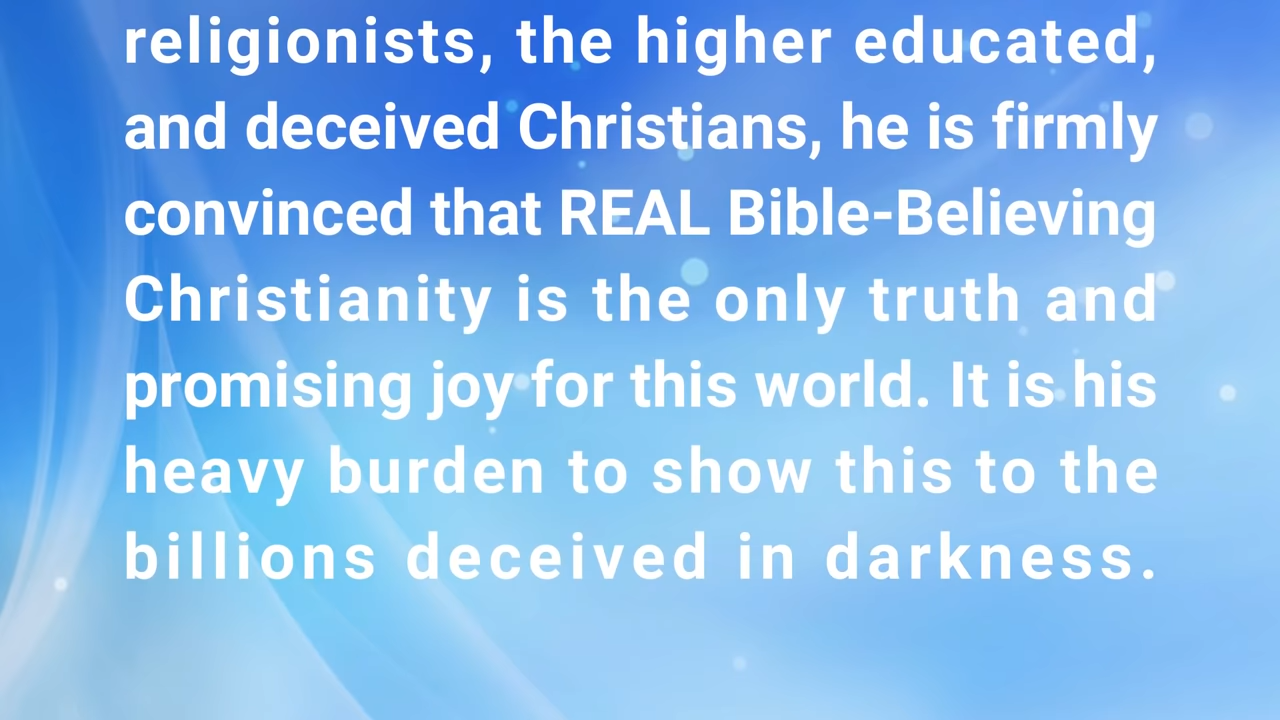 religionists, the higher educated,
and deceived Christians, he is firmly
convinced that REAL Bible-Believing
Christianity is the only truth and
promising joy for this world. It is his
heavy burden to show this to the
billions deceived in darkness.